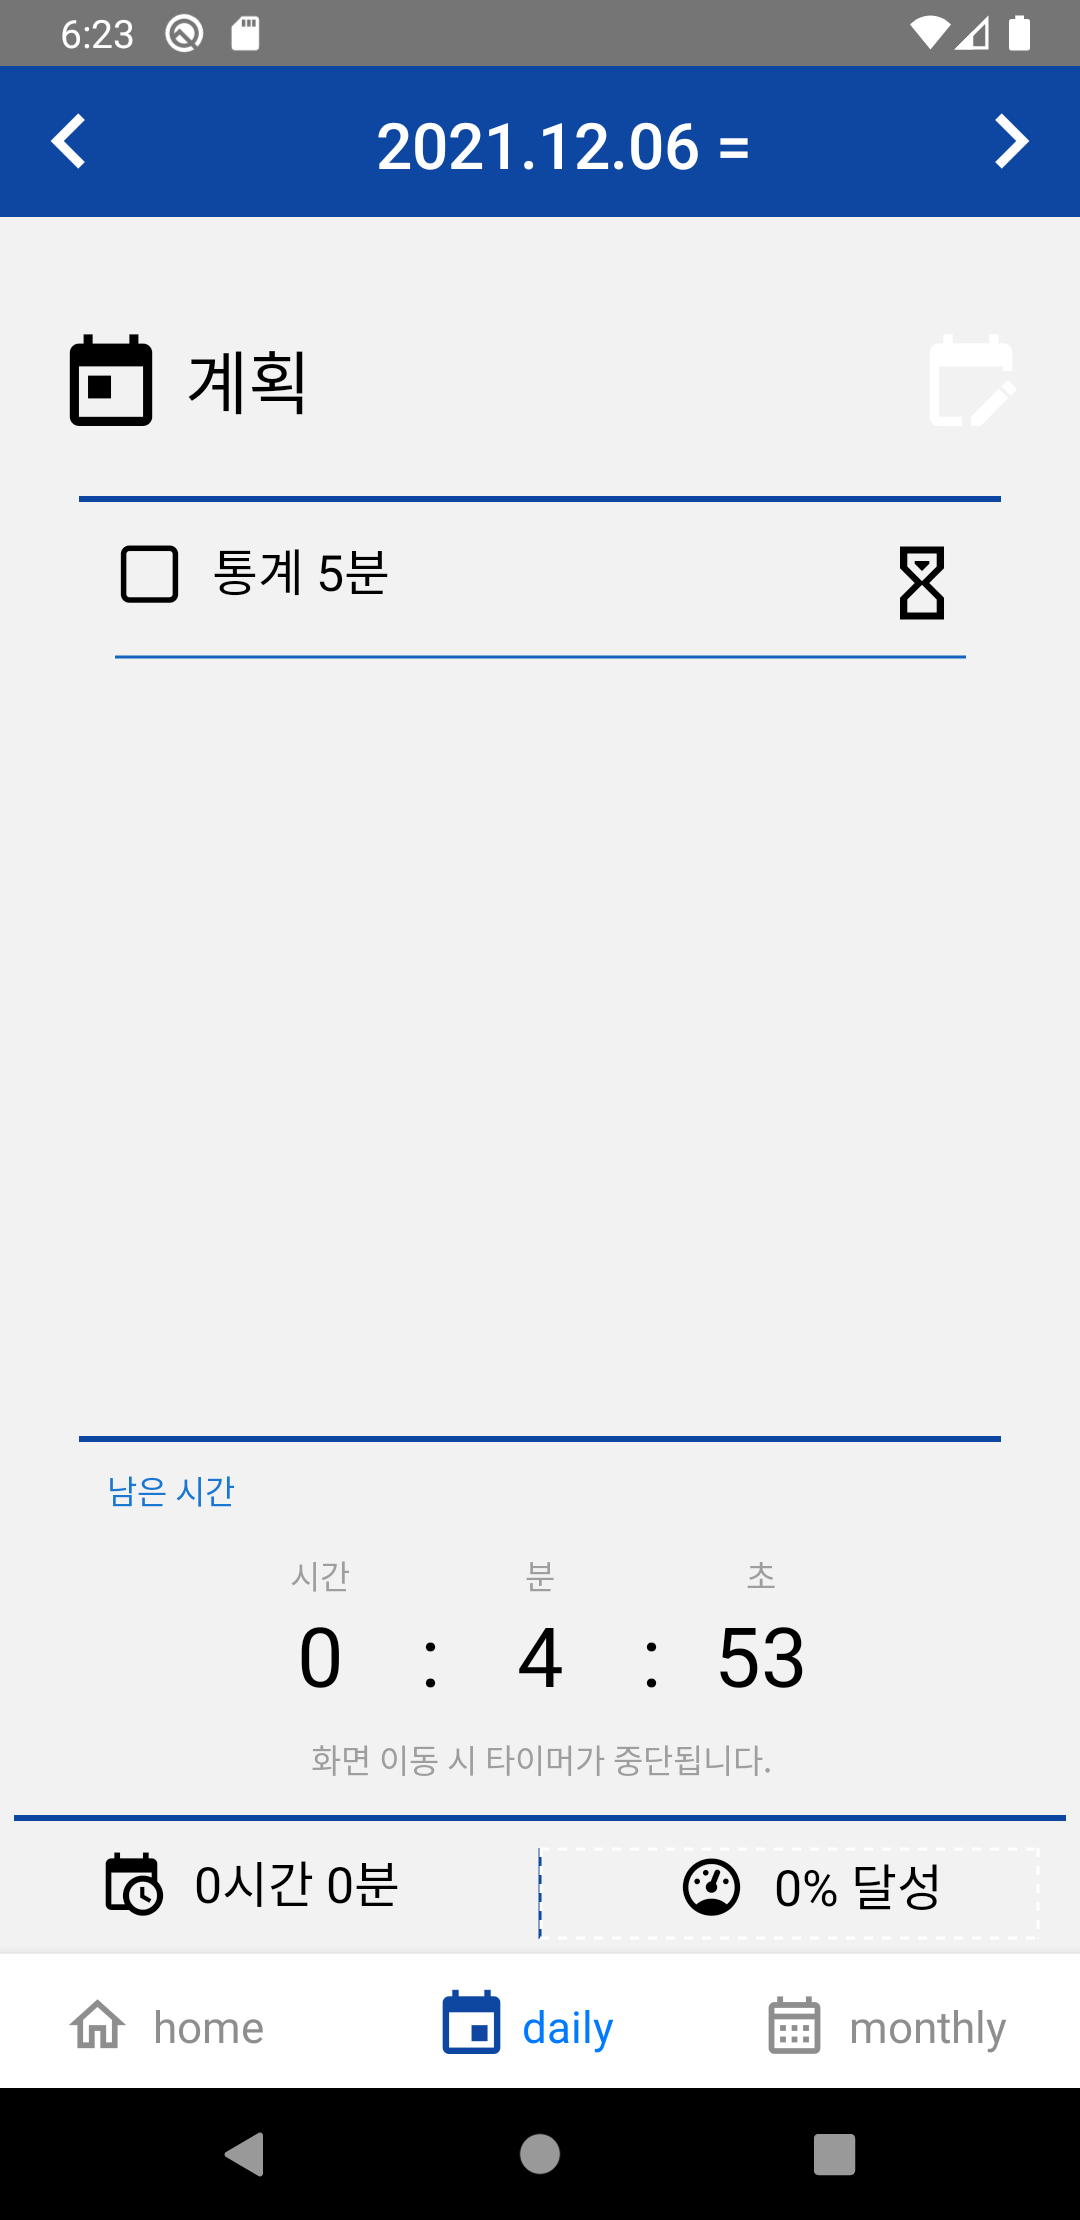 6:23
2021.12.06 =
계획
통계 5분
남은 시간
시간 분 초
0 : 4 : 53
화면 이동 시 타이머가 중단됩니다.
0시간 0분 0% 달성
home daily monthly